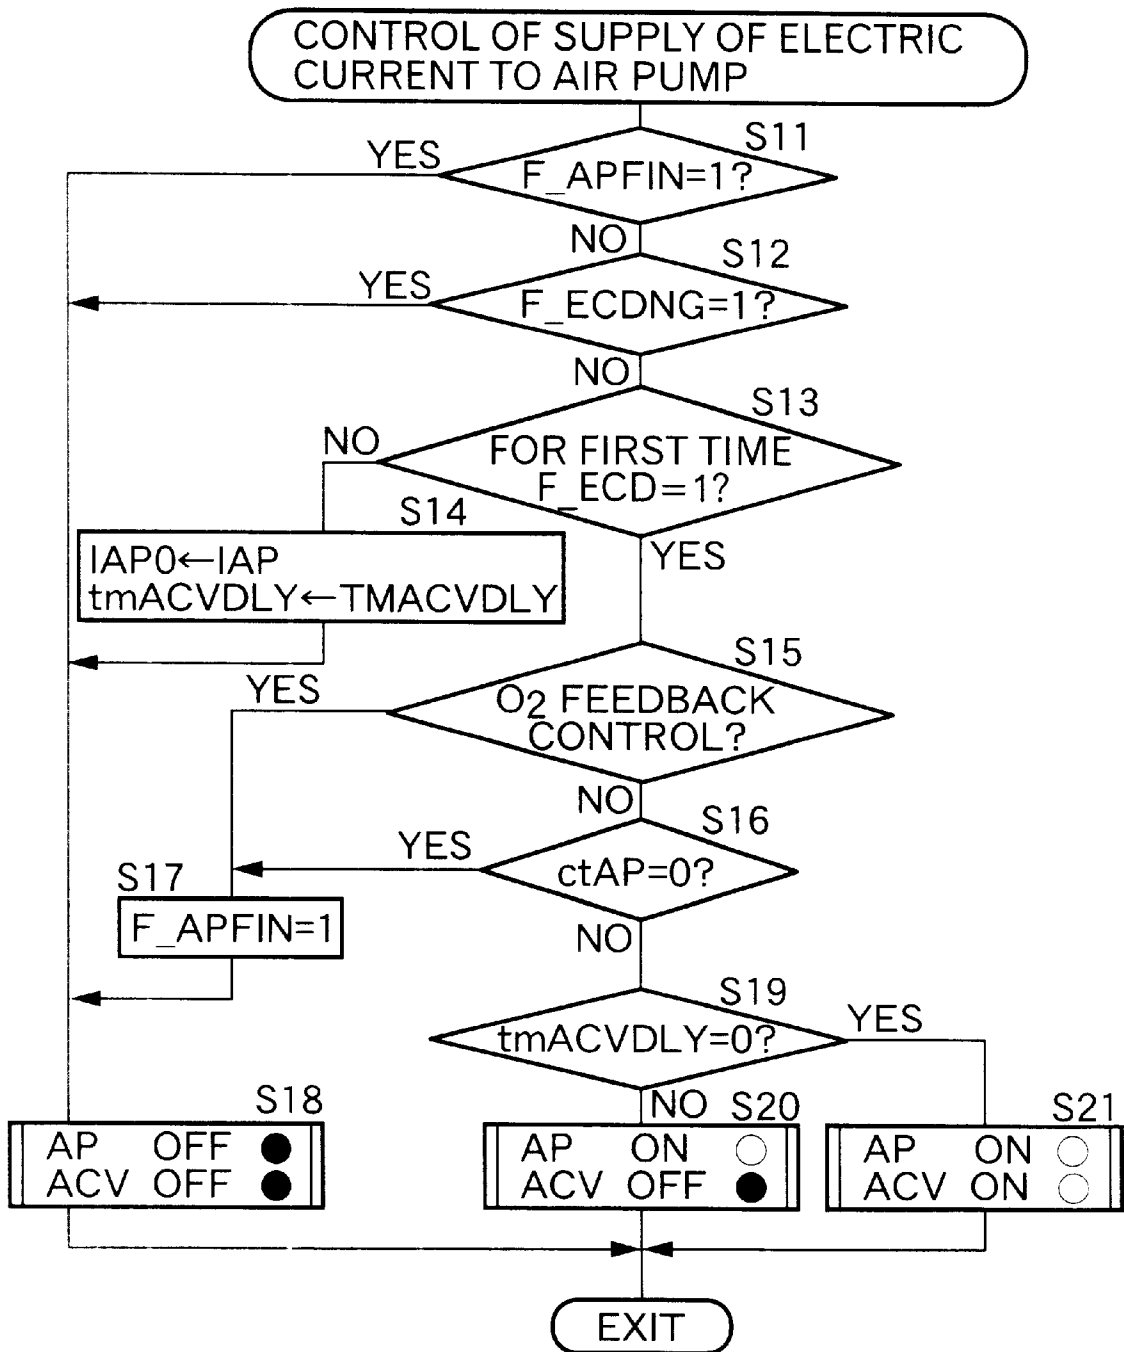 CONTROL OF SUPPLY OF ELECTRIC
CURRENT TO AIR PUMP
S11
YES
F_APFIN=1?
NO
S12
YES
F_ECDNG=1?
NO
S13
NO
FOR FIRST TIME
F_ECD=1?
S14
YES
IAP0←IAP
tmACVDLY←TMACVDLY
S15
YES
O2 FEEDBACK
CONTROL?
NO
S16
YES
ctAP=0?
S17
F_APFIN=1
NO
S19
tmACVDLY=0?
YES
NO
S18
AP OFF ●
ACV OFF ●
S20
AP ON ○
ACV OFF ●
S21
AP ON ○
ACV ON ○
EXIT